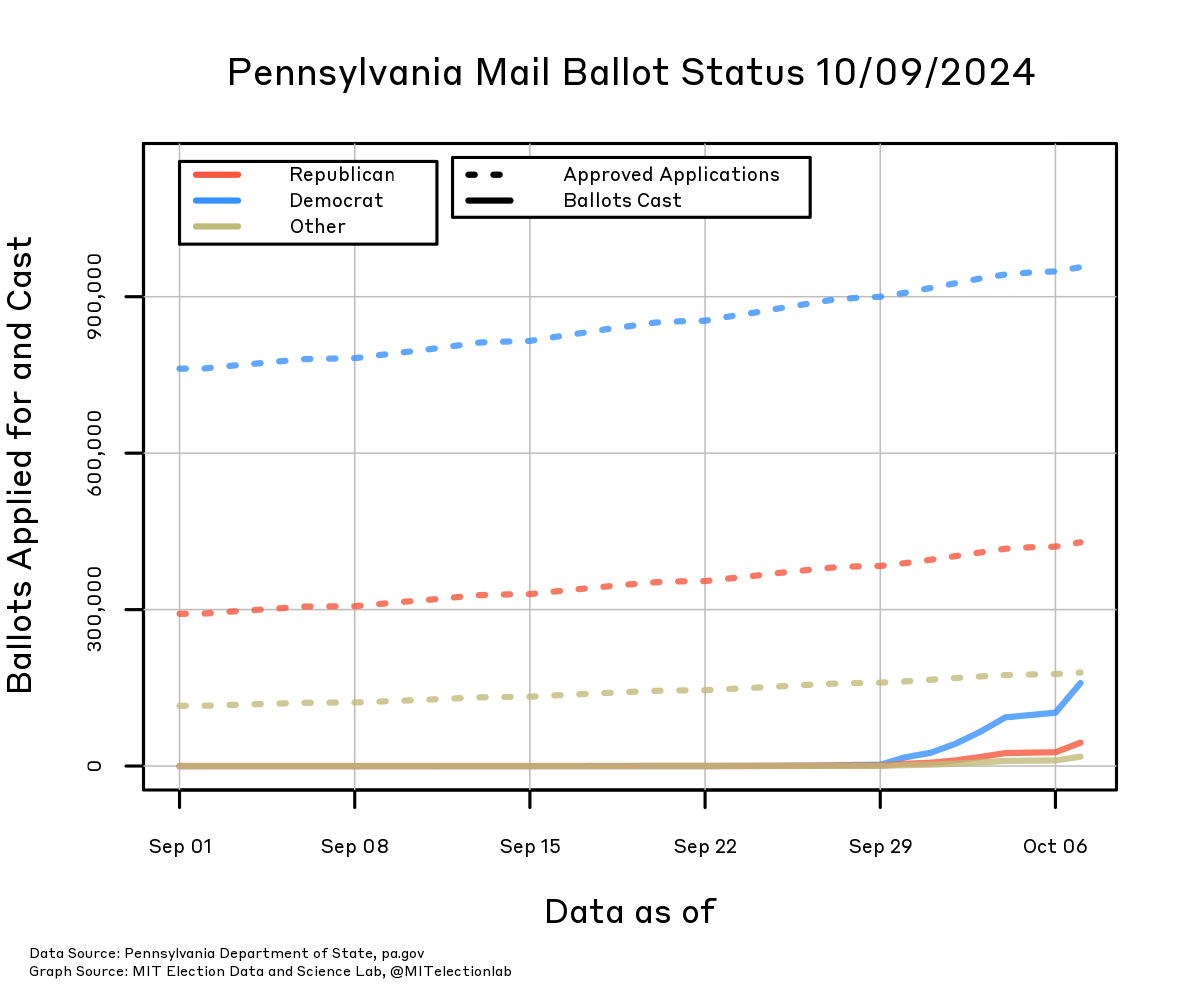 Pennsylvania Mail Ballot Status 10/09/2024
Republican
Democrat
Other
Approved Applications
Ballots Cast
Ballots Applied for and Cast
900,000
600,000
300,000
0
Sep 01
Sep 08
Sep 15
Sep 22
Sep 29
Oct 06
Data as of
Data Source: Pennsylvania Department of State, pa.gov
Graph Source: MIT Election Data and Science Lab, @MITelectionlab